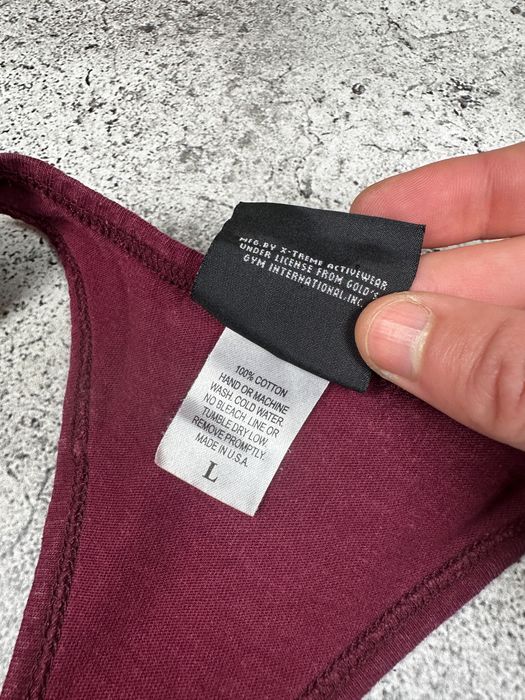 MFG. BY X-TREME ACTIVEWEAR
UNDER LICENSE FROM GOLD'S
GYM INTERNATIONAL, INC.
100% COTTON
HAND OR MACHINE
WASH. COLD WATER.
NO BLEACH. LINE OR
TUMBLE DRY LOW.
REMOVE PROMPTLY.
MADE IN U.S.A.
L